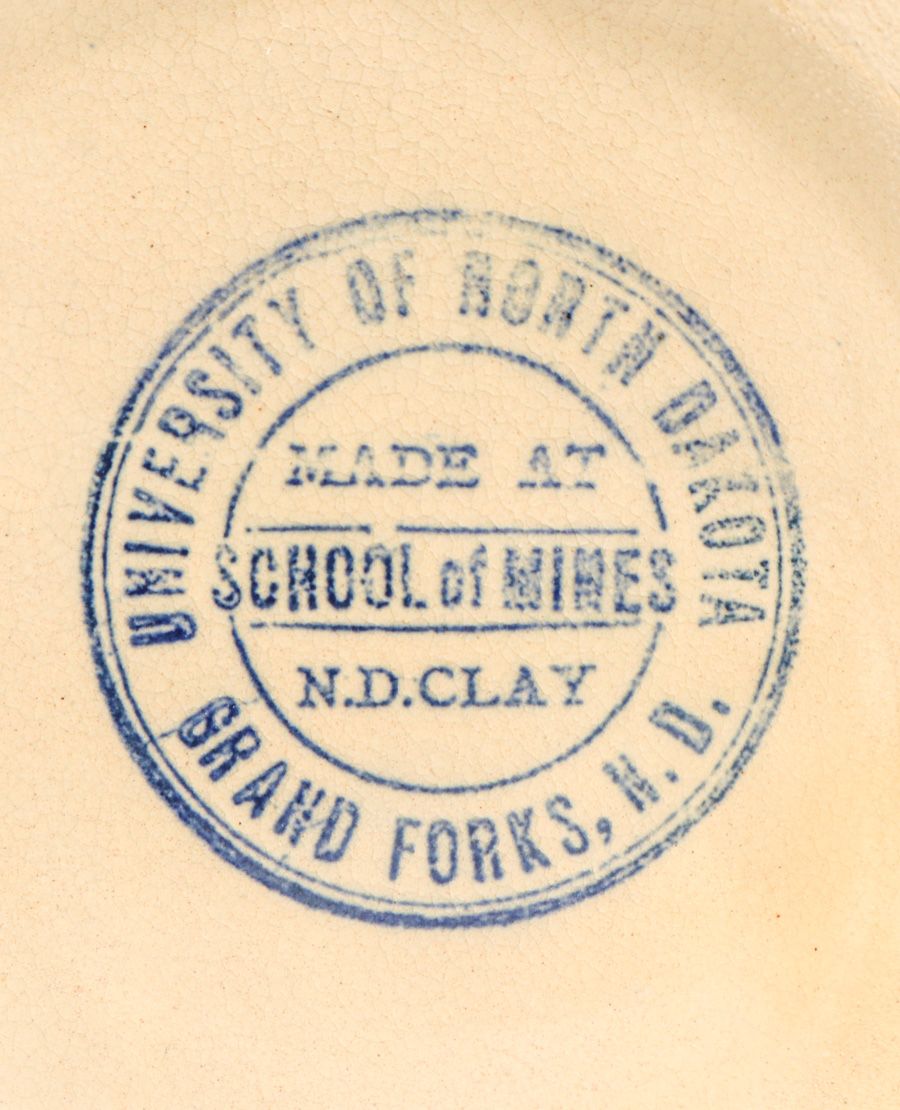 UNIVERSITY OF NORTH DAKOTA
MADE AT
SCHOOL of MINES
N.D.CLAY
GRAND FORKS, N.D.